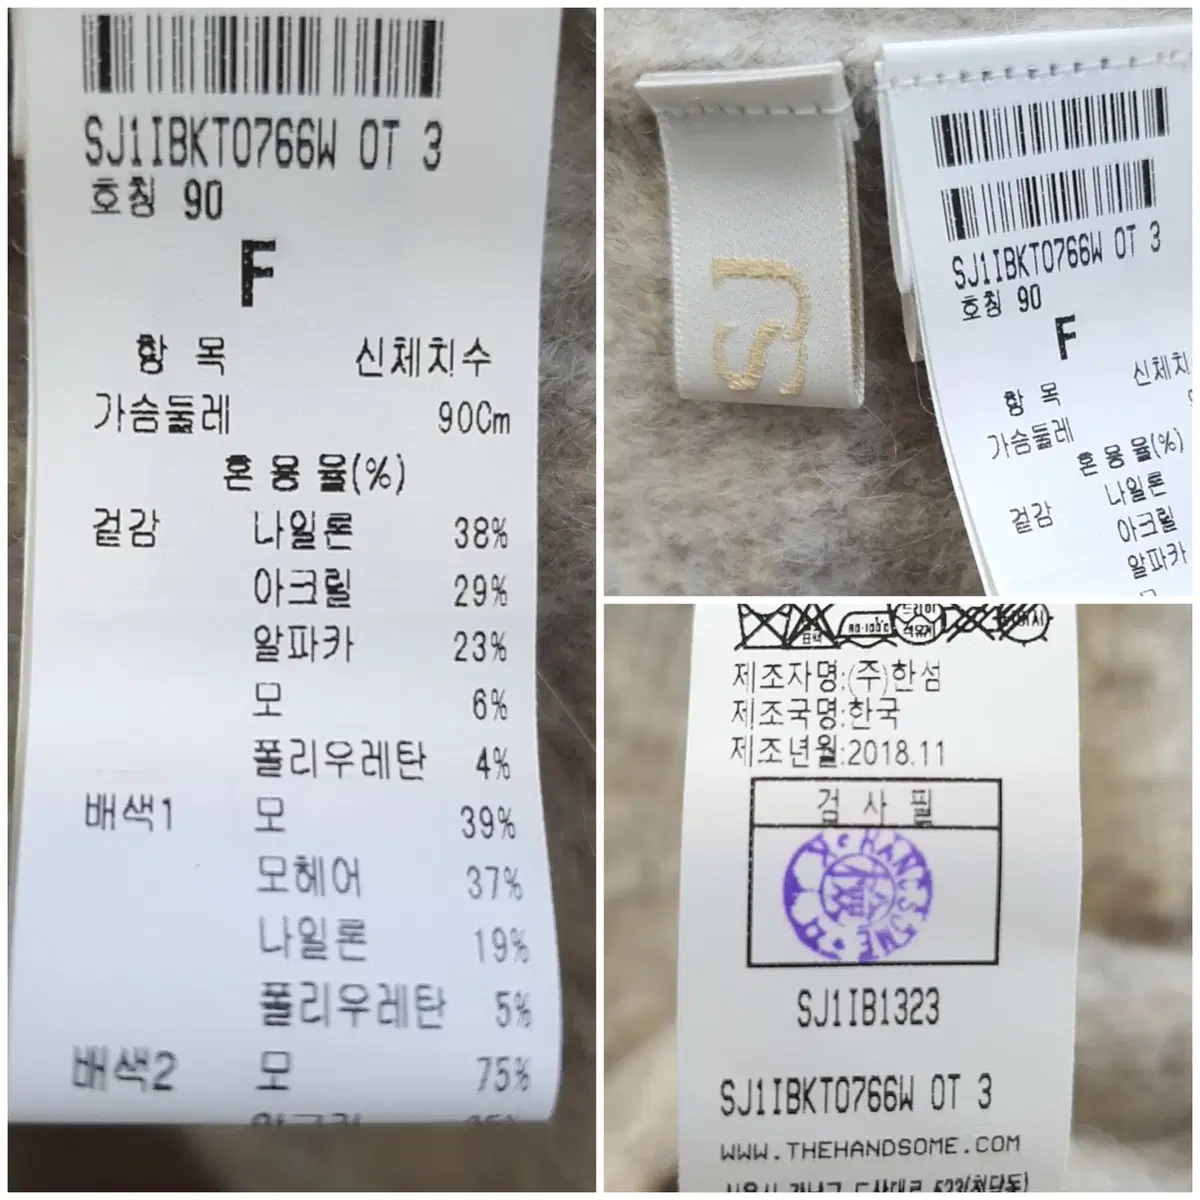 SJ1IBKT0766W OT 3
호칭 90
F
항 목 신체치수
가슴둘레 90Cm
혼 용 율(%)
겉감 나일론 38%
아크릴 29%
알파카 23%
모 6%
폴리우레탄 4%
배색1 모 39%
모헤어 37%
나일론 19%
폴리우레탄 5%
배색2 모 75%
SJ
SJ1IBKT0766W OT 3
호칭 90
F
항 목 신체치
가슴둘레
혼 용 율(%)
겉감 나일론
아크릴
알파카
제조자명:(주)한섬
제조국명:한국
제조년월:2018.11
검 사 필
HANDSOME
SJ1IB1323
SJ1IBKT0766W OT 3
WWW.THEHANDSOME.COM